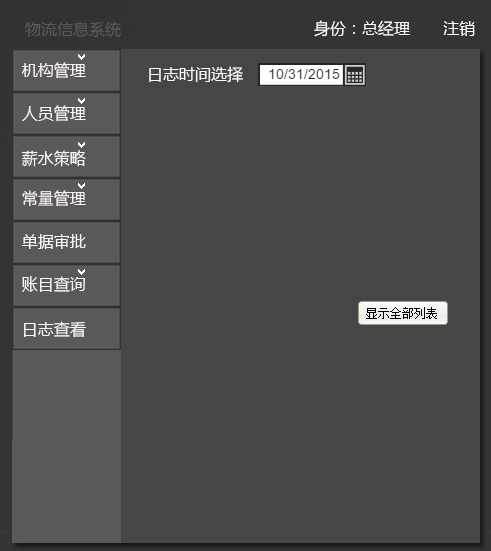 物流信息系统
身份：总经理 注销
机构管理
日志时间选择 10/31/2015
人员管理
薪水策略
常量管理
单据审批
账目查询
显示全部列表
日志查看